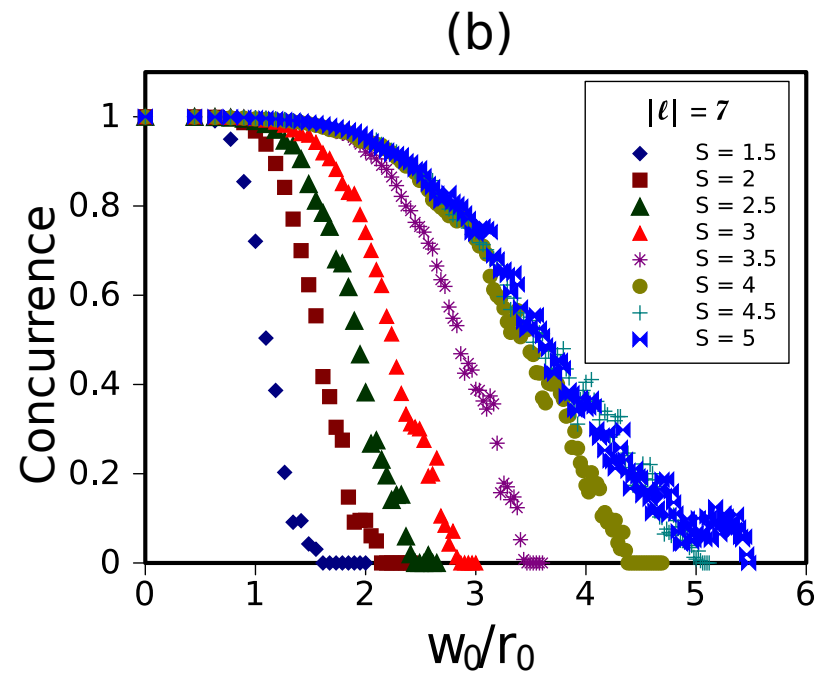 (b)
Concurrence
1
0.8
0.6
0.4
0.2
0
0 1 2 3 4 5 6
w₀/r₀
|ℓ| = 7
S = 1.5
S = 2
S = 2.5
S = 3
S = 3.5
S = 4
S = 4.5
S = 5